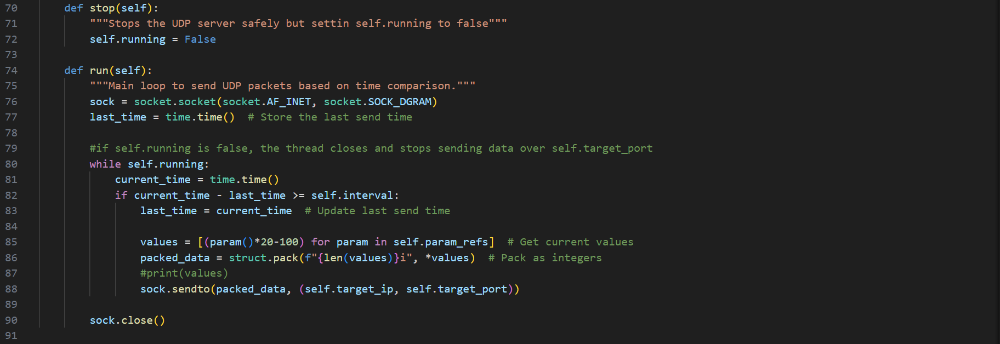 70 def stop(self):
71 """Stops the UDP server safely but settin self.running to false"""
72 self.running = False
73
74 def run(self):
75 """Main loop to send UDP packets based on time comparison."""
76 sock = socket.socket(socket.AF_INET, socket.SOCK_DGRAM)
77 last_time = time.time()  # Store the last send time
78
79 #if self.running is false, the thread closes and stops sending data over self.target_port
80 while self.running:
81 current_time = time.time()
82 if current_time - last_time >= self.interval:
83 last_time = current_time  # Update last send time
84
85 values = [(param()*20-100) for param in self.param_refs]  # Get current values
86 packed_data = struct.pack(f"{len(values)}i", *values)  # Pack as integers
87 #print(values)
88 sock.sendto(packed_data, (self.target_ip, self.target_port))
89
90 sock.close()
91